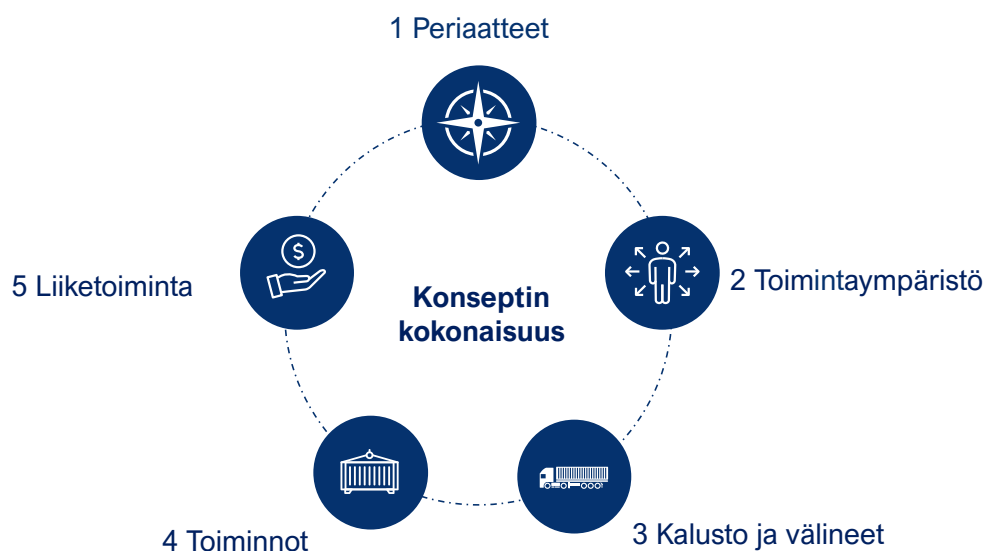 1 Periaatteet
5 Liiketoiminta
$
Konseptin
kokonaisuus
2 Toimintaympäristö
4 Toiminnot
3 Kalusto ja välineet